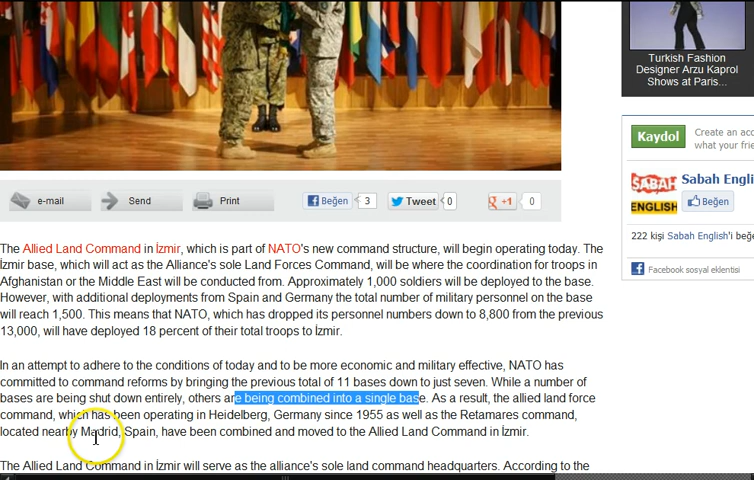 Turkish Fashion
Designer Arzu Kaprol
Shows at Paris...
Kaydol
Create an acc
what your frie
e-mail
Send
Print
Beğen
3
Tweet
0
+1
0
SABAH
ENGLISH
Sabah Englis
Beğen
222 kişi Sabah English'i beğe
Facebook sosyal eklentisi
The Allied Land Command in İzmir, which is part of NATO's new command structure, will begin operating today. The
İzmir base, which will act as the Alliance's sole Land Forces Command, will be where the coordination for troops in
Afghanistan or the Middle East will be conducted from. Approximately 1,000 soldiers will be deployed to the base.
However, with additional deployments from Spain and Germany the total number of military personnel on the base
will reach 1,500. This means that NATO, which has dropped its personnel numbers down to 8,800 from the previous
13,000, will have deployed 18 percent of their total troops to İzmir.
In an attempt to adhere to the conditions of today and to be more economic and military effective, NATO has
committed to command reforms by bringing the previous total of 11 bases down to just seven. While a number of
bases are being shut down entirely, others are being combined into a single base. As a result, the allied land force
command, which has been operating in Heidelberg, Germany since 1955 as well as the Retamares command,
located nearby Madrid, Spain, have been combined and moved to the Allied Land Command in İzmir.
The Allied Land Command in İzmir will serve as the alliance's sole land command headquarters. According to the